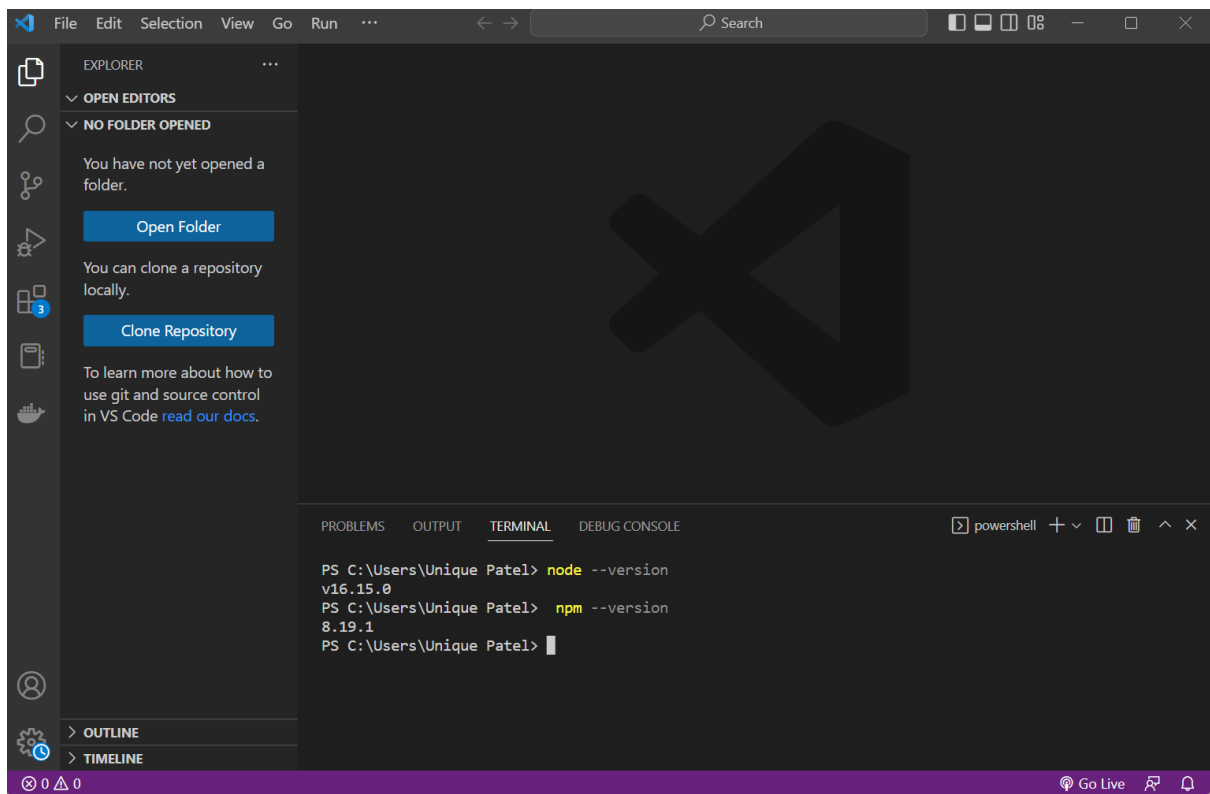 File Edit Selection View Go Run ··· Search
EXPLORER ···
OPEN EDITORS
NO FOLDER OPENED
You have not yet opened a
folder.
Open Folder
You can clone a repository
locally.
3
Clone Repository
To learn more about how to
use git and source control
in VS Code read our docs.
PROBLEMS OUTPUT TERMINAL DEBUG CONSOLE powershell
PS C:\Users\Unique Patel> node --version
v16.15.0
PS C:\Users\Unique Patel>  npm --version
8.19.1
PS C:\Users\Unique Patel>
OUTLINE
TIMELINE
0 0 Go Live